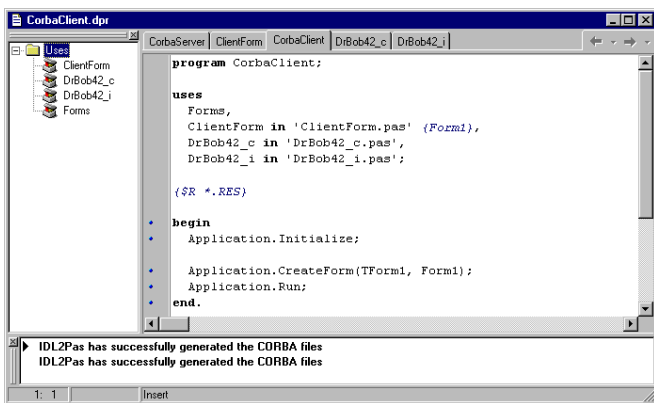 CorbaClient.dpr
Uses
ClientForm
DrBob42_c
DrBob42_i
Forms
CorbaServer ClientForm CorbaClient DrBob42_c DrBob42_i
program CorbaClient;
uses
Forms,
ClientForm in 'ClientForm.pas' {Form1},
DrBob42_c in 'DrBob42_c.pas',
DrBob42_i in 'DrBob42_i.pas';
{$R *.RES}
begin
Application.Initialize;
Application.CreateForm(TForm1, Form1);
Application.Run;
end.
IDL2Pas has successfully generated the CORBA files
IDL2Pas has successfully generated the CORBA files
1: 1 Insert